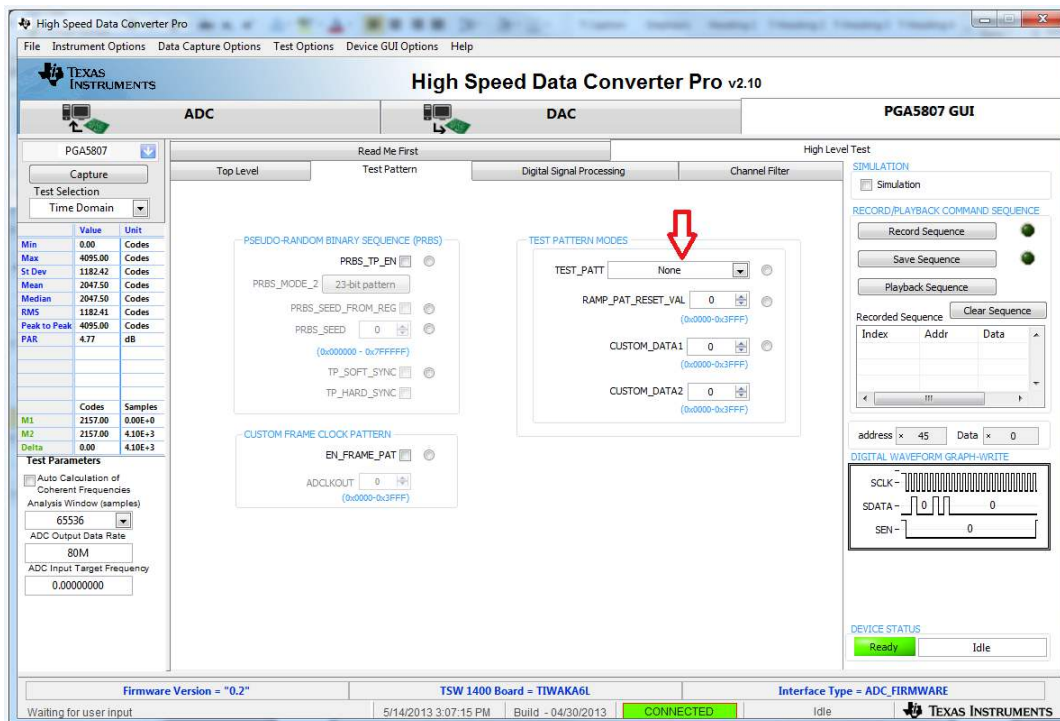 High Speed Data Converter Pro
File Instrument Options Data Capture Options Test Options Device GUI Options Help
TEXAS INSTRUMENTS
High Speed Data Converter Pro v2.10
ADC
DAC
PGA5807 GUI
PGA5807
Capture
Test Selection
Time Domain
Value Unit
Min 0.00 Codes
Max 4095.00 Codes
St Dev 1182.42 Codes
Mean 2047.50 Codes
Median 2047.50 Codes
RMS 1182.41 Codes
Peak to Peak 4095.00 Codes
PAR 4.77 dB
Codes Samples
M1 2157.00 0.00E+0
M2 2157.00 4.10E+3
Delta 0.00 4.10E+3
Test Parameters
Auto Calculation of
Coherent Frequencies
Analysis Window (samples)
65536
ADC Output Data Rate
80M
ADC Input Target Frequency
0.00000000
Read Me First
High Level Test
Top Level
Test Pattern
Digital Signal Processing
Channel Filter
PSEUDO-RANDOM BINARY SEQUENCE (PRBS)
PRBS_TP_EN
PRBS_MODE_2 23-bit pattern
PRBS_SEED_FROM_REG
PRBS_SEED 0
(0x000000 - 0x7FFFFF)
TP_SOFT_SYNC
TP_HARD_SYNC
CUSTOM FRAME CLOCK PATTERN
EN_FRAME_PAT
ADCLKOUT 0
(0x0000-0x3FFF)
TEST PATTERN MODES
TEST_PATT None
RAMP_PAT_RESET_VAL 0
(0x0000-0x3FFF)
CUSTOM_DATA1 0
(0x0000-0x3FFF)
CUSTOM_DATA2 0
(0x0000-0x3FFF)
SIMULATION
Simulation
RECORD/PLAYBACK COMMAND SEQUENCE
Record Sequence
Save Sequence
Playback Sequence
Recorded Sequence Clear Sequence
Index Addr Data
address x 45 Data x 0
DIGITAL WAVEFORM GRAPH-WRITE
SCLK
SDATA 0 0
SEN 0
DEVICE STATUS
Ready Idle
Firmware Version = "0.2"
TSW 1400 Board = TIWAKA6L
Interface Type = ADC_FIRMWARE
Waiting for user input
5/14/2013 3:07:15 PM
Build - 04/30/2013
CONNECTED
Idle
TEXAS INSTRUMENTS